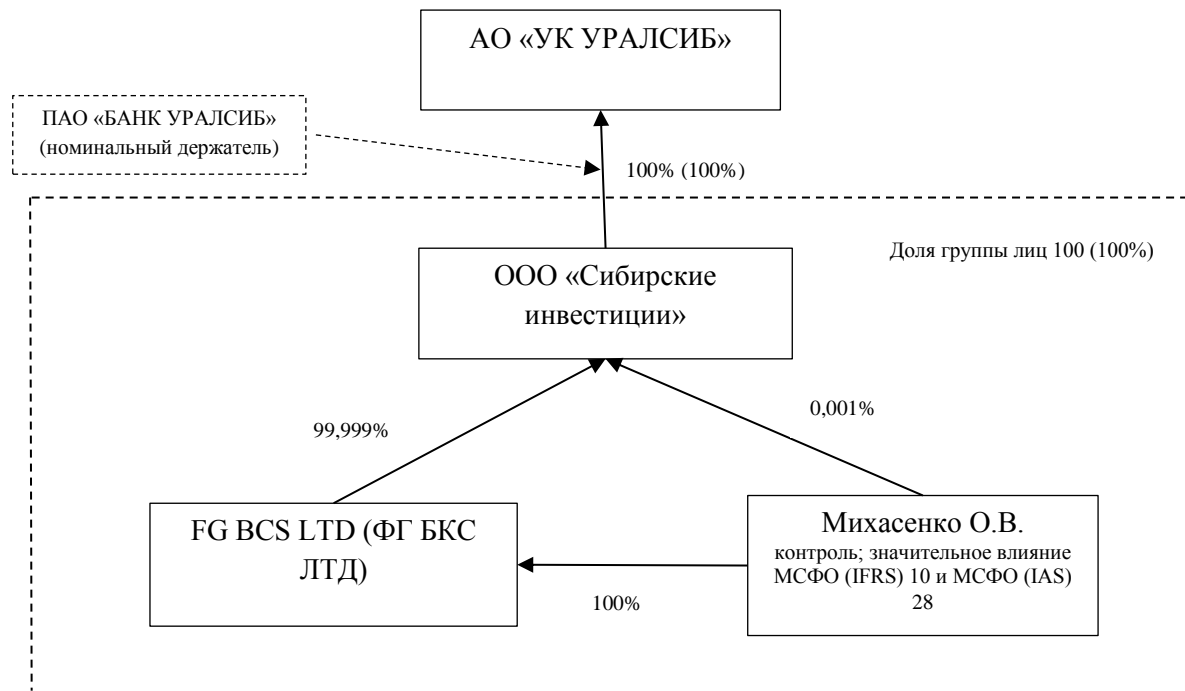 АО «УК УРАЛСИБ»
ПАО «БАНК УРАЛСИБ»
(номинальный держатель)
100% (100%)
Доля группы лиц 100 (100%)
ООО «Сибирские
инвестиции»
99,999%
0,001%
FG BCS LTD (ФГ БКС
ЛТД)
Михасенко О.В.
контроль; значительное влияние
МСФО (IFRS) 10 и МСФО (IAS)
28
100%